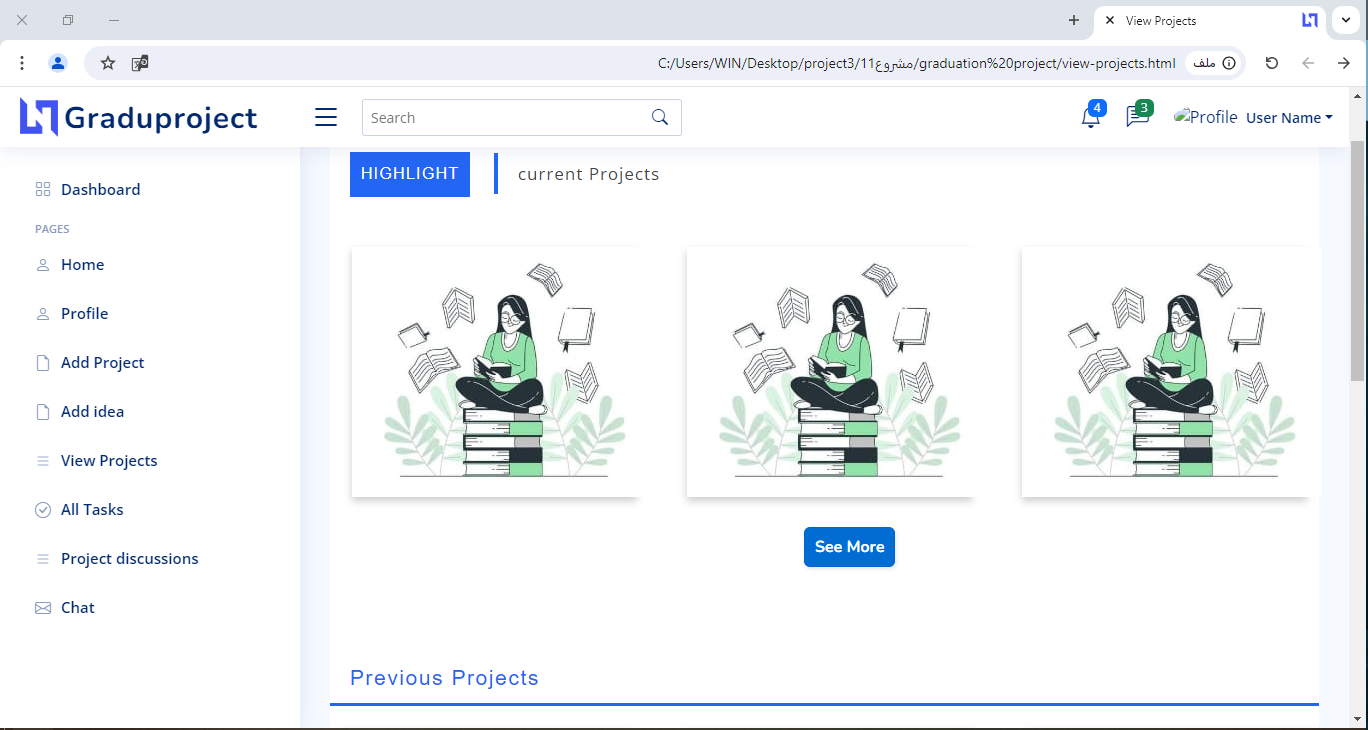 View Projects
C:/Users/WIN/Desktop/project3/11مشروع/graduation%20project/view-projects.html
ملف
Graduproject
Search
4
3
Profile
User Name
Dashboard
PAGES
Home
Profile
Add Project
Add idea
View Projects
All Tasks
Project discussions
Chat
HIGHLIGHT
current Projects
See More
Previous Projects